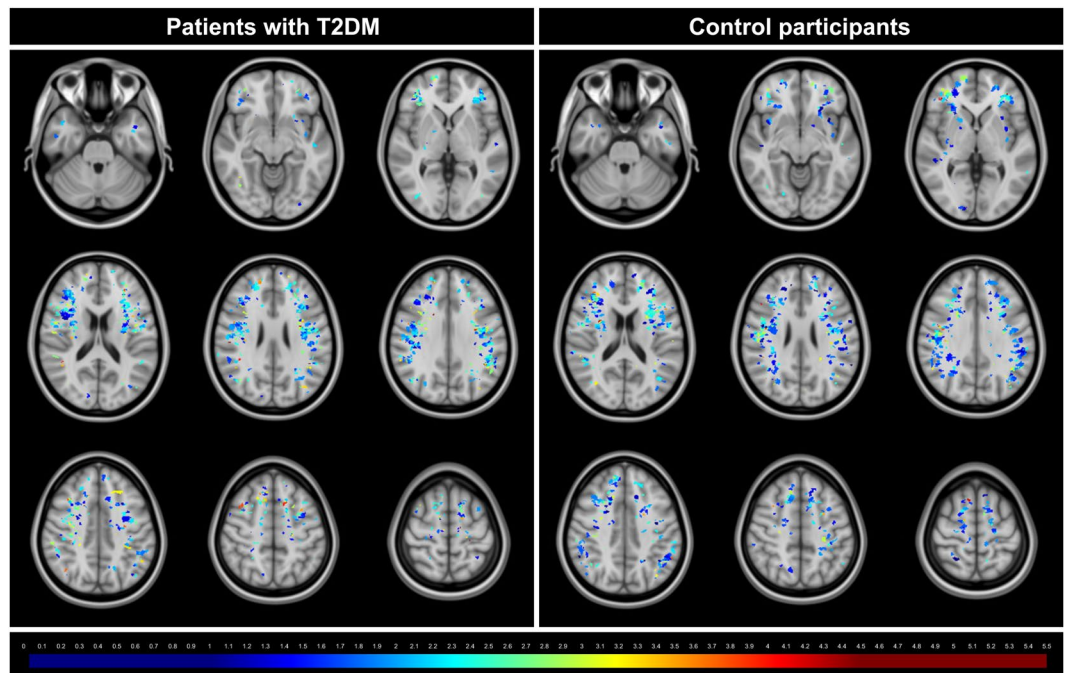 Patients with T2DM
Control participants
0 0.1 0.2 0.3 0.4 0.5 0.6 0.7 0.8 0.9 1 1.1 1.2 1.3 1.4 1.5 1.6 1.7 1.8 1.9 2 2.1 2.2 2.3 2.4 2.5 2.6 2.7 2.8 2.9 3 3.1 3.2 3.3 3.4 3.5 3.6 3.7 3.8 3.9 4 4.1 4.2 4.3 4.4 4.5 4.6 4.7 4.8 4.9 5 5.1 5.2 5.3 5.4 5.5